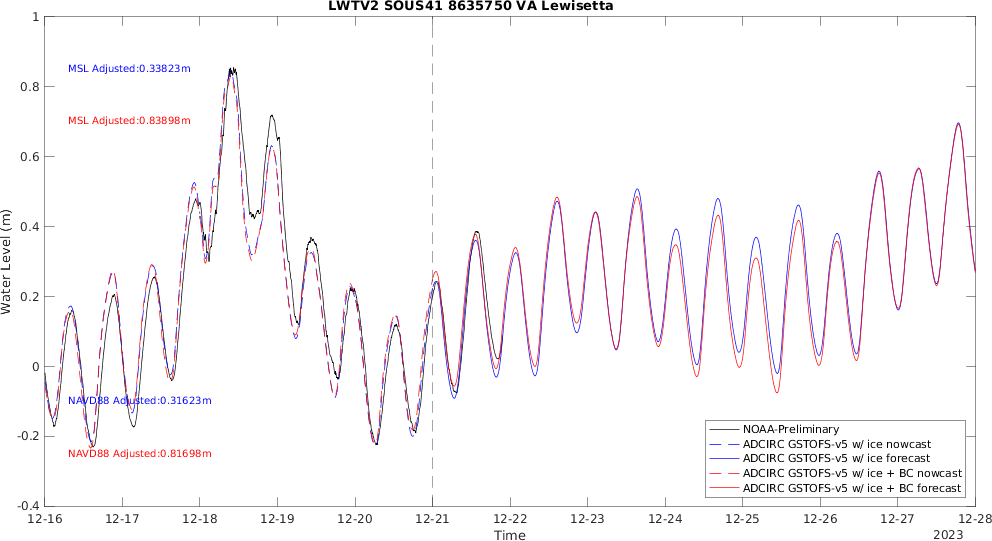 LWTV2 SOUS41 8635750 VA Lewisetta
1
0.8
0.6
0.4
0.2
0
-0.2
-0.4
Water Level (m)
MSL Adjusted:0.33823m
MSL Adjusted:0.83898m
NAVD88 Adjusted:0.31623m
NAVD88 Adjusted:0.81698m
NOAA-Preliminary
ADCIRC GSTOFS-v5 w/ ice nowcast
ADCIRC GSTOFS-v5 w/ ice forecast
ADCIRC GSTOFS-v5 w/ ice + BC nowcast
ADCIRC GSTOFS-v5 w/ ice + BC forecast
12-16 12-17 12-18 12-19 12-20 12-21 12-22 12-23 12-24 12-25 12-26 12-27 12-28
Time
2023